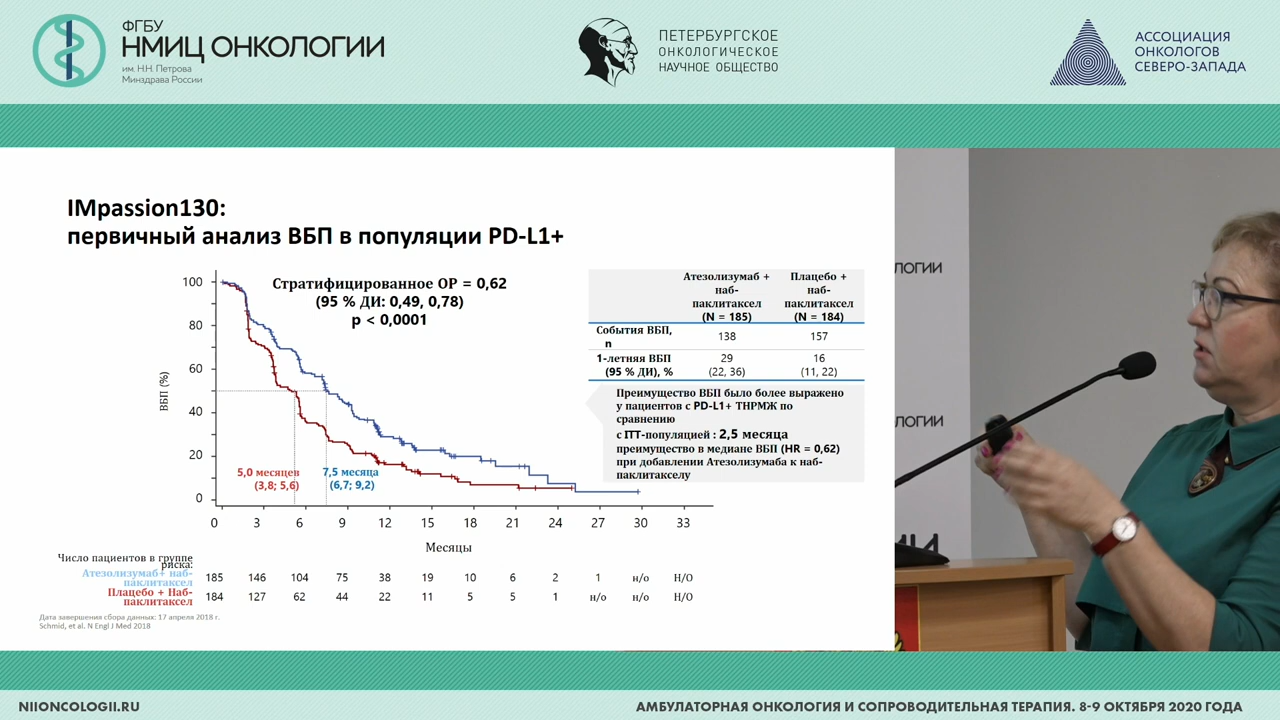 ФГБУ
НМИЦ ОНКОЛОГИИ
им. Н.Н. Петрова
Минздрава России
ПЕТЕРБУРГСКОЕ
ОНКОЛОГИЧЕСКОЕ
НАУЧНОЕ ОБЩЕСТВО
АССОЦИАЦИЯ
ОНКОЛОГОВ
СЕВЕРО-ЗАПАДА
IMpassion130:
первичный анализ ВБП в популяции PD-L1+
Стратифицированное ОР = 0,62
(95 % ДИ: 0,49, 0,78)
p < 0,0001
ВБП (%)
100
80
60
40
20
0
5,0 месяцев
(3,8; 5,6)
7,5 месяца
(6,7; 9,2)
0 3 6 9 12 15 18 21 24 27 30 33
Месяцы
Атезолизумаб +
наб-
паклитаксел
(N = 185)
Плацебо +
наб-
паклитаксел
(N = 184)
События ВБП,
n
138 157
1-летняя ВБП
(95 % ДИ), %
29
(22, 36)
16
(11, 22)
Преимущество ВБП было более выражено
у пациентов с PD-L1+ ТНРМЖ по
сравнению
с ITT-популяцией : 2,5 месяца
преимущество в медиане ВБП (HR = 0,62)
при добавлении Атезолизумаба к наб-
паклитакселу
Число пациентов в группе
риска:
Атезолизумаб+ наб-
паклитаксел
185 146 104 75 38 19 10 6 2 1 н/о Н/О
Плацебо + Наб-
паклитаксел
184 127 62 44 22 11 5 5 1 н/о н/о Н/О
Дата завершения сбора данных: 17 апреля 2018 г.
Schmid, et al. N Engl J Med 2018
ЛОГИИ
ЛОГИИ
NIIONCOLOGII.RU
АМБУЛАТОРНАЯ ОНКОЛОГИЯ И СОПРОВОДИТЕЛЬНАЯ ТЕРАПИЯ. 8-9 ОКТЯБРЯ 2020 ГОДА